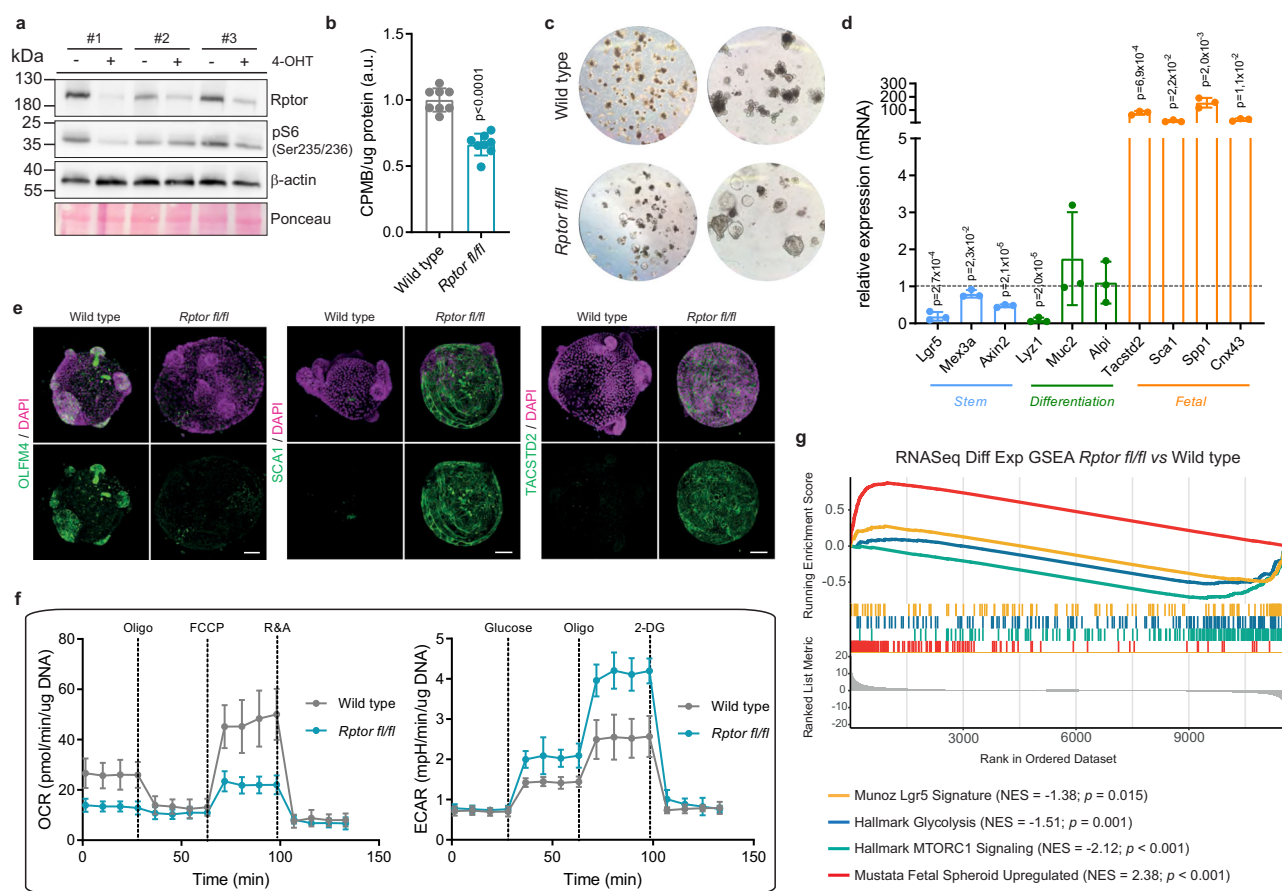 a
#1 #2 #3
kDa
- + - + - + 4-OHT
130
180
Rptor
25
35
pS6
(Ser235/236)
40
55
β-actin
Ponceau
b
CPMB/ug protein (a.u.)
1.5
1.0
0.5
0.0
p<0.0001
Wild type
Rptor fl/fl
c
Wild type
Rptor fl/fl
d
relative expression (mRNA)
300
200
100
5
4
3
2
1
0
p=2,7x10-4
p=2,3x10-2
p=2,1x10-5
p=2,0x10-5
p=6,9x10-4
p=2,2x10-2
p=2,0x10-3
p=1,1x10-2
Lgr5
Mex3a
Axin2
Lyz1
Muc2
Alpi
Tacstd2
Sca1
Spp1
Cnx43
Stem
Differentiation
Fetal
e
Wild type Rptor fl/fl Wild type Rptor fl/fl Wild type Rptor fl/fl
OLFM4 / DAPI
SCA1 / DAPI
TACSTD2 / DAPI
f
Oligo FCCP R&A
OCR (pmol/min/ug DNA)
80
60
40
20
0
Wild type
Rptor fl/fl
0 50 100 150
Time (min)
Glucose Oligo 2-DG
ECAR (mpH/min/ug DNA)
5
4
3
2
1
0
Wild type
Rptor fl/fl
0 50 100 150
Time (min)
g
RNASeq Diff Exp GSEA Rptor fl/fl vs Wild type
Running Enrichment Score
0.5
0.0
-0.5
Ranked List Metric
20
10
0
-10
-20
3000 6000 9000
Rank in Ordered Dataset
Munoz Lgr5 Signature (NES = -1.38; p = 0.015)
Hallmark Glycolysis (NES = -1.51; p = 0.001)
Hallmark MTORC1 Signaling (NES = -2.12; p < 0.001)
Mustata Fetal Spheroid Upregulated (NES = 2.38; p < 0.001)